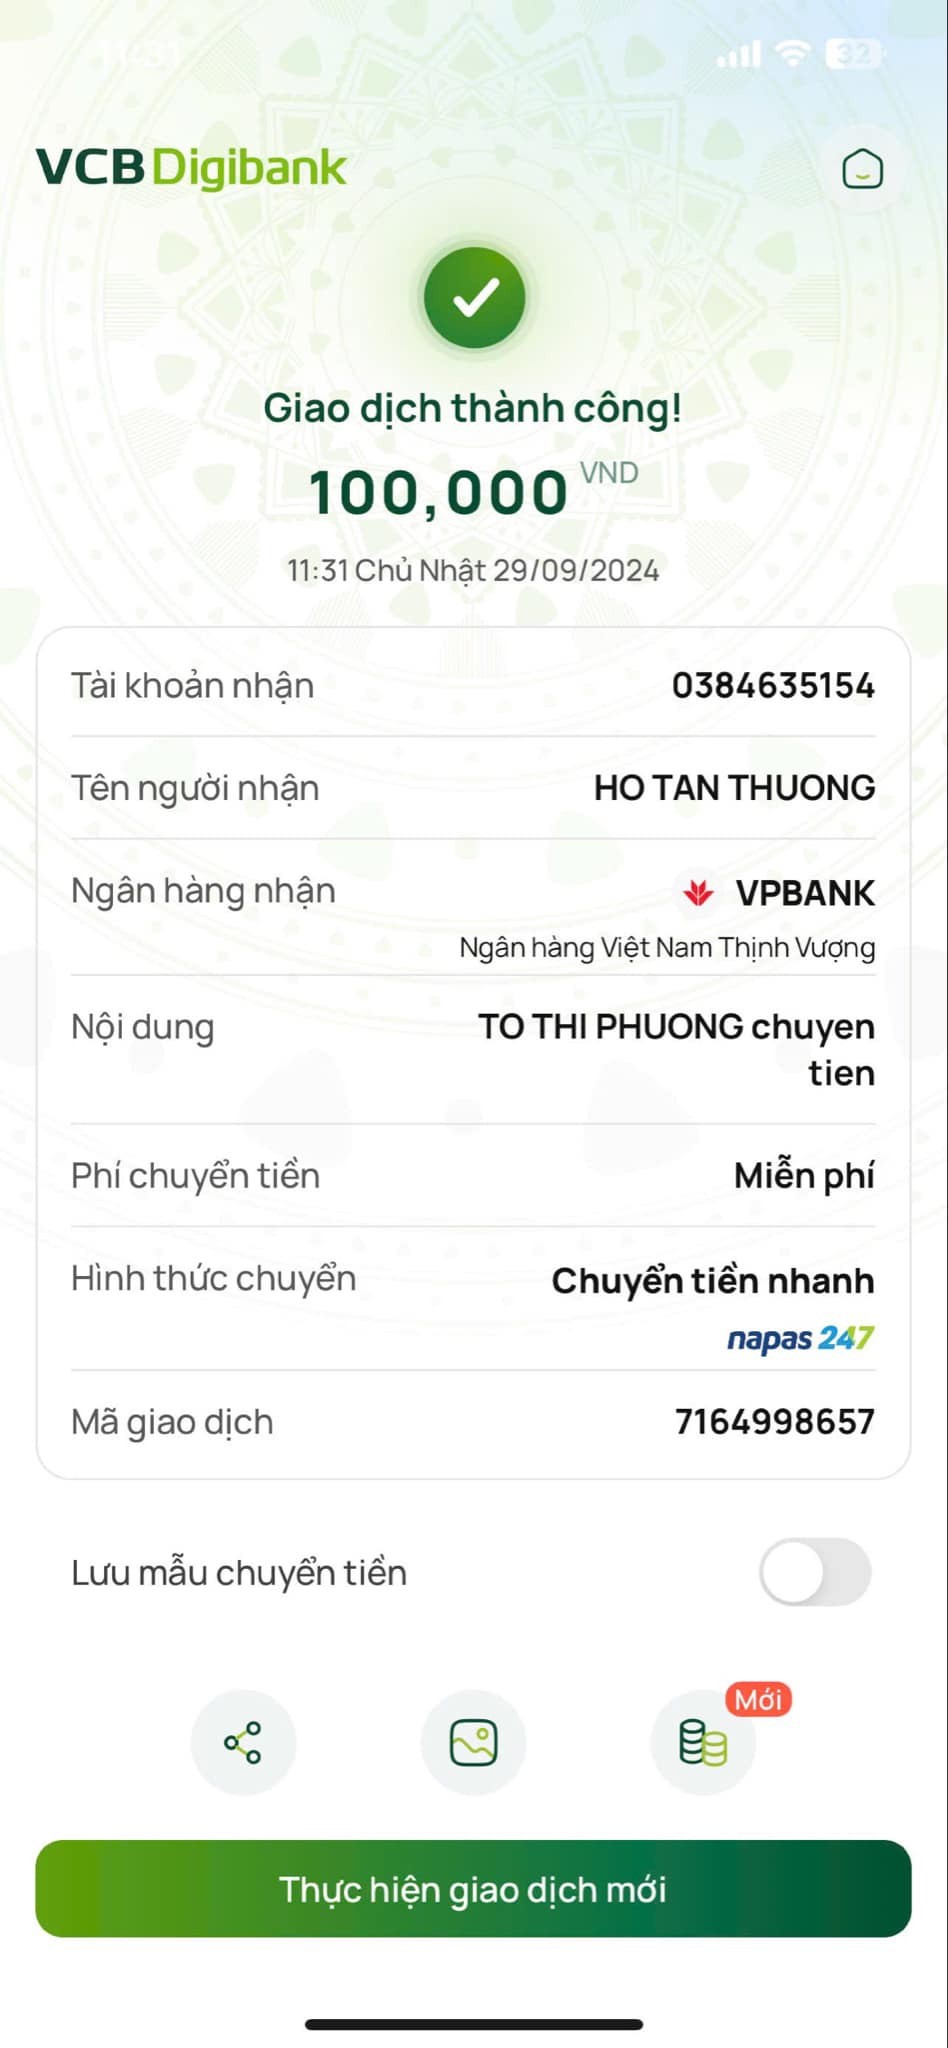 11:31
32
VCB Digibank
Giao dịch thành công!
100,000 VND
11:31 Chủ Nhật 29/09/2024
Tài khoản nhận 0384635154
Tên người nhận HO TAN THUONG
Ngân hàng nhận VPBANK
Ngân hàng Việt Nam Thịnh Vượng
Nội dung TO THI PHUONG chuyen
tien
Phí chuyển tiền Miễn phí
Hình thức chuyển Chuyển tiền nhanh
napas 247
Mã giao dịch 7164998657
Lưu mẫu chuyển tiền
Mới
Thực hiện giao dịch mới